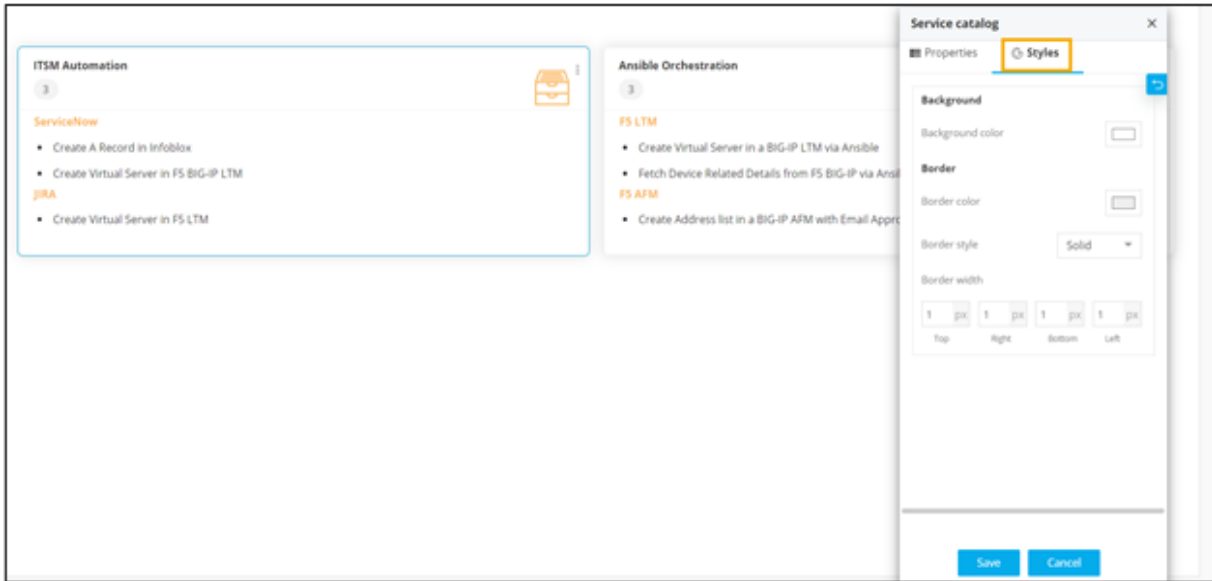 ITSM Automation
3
ServiceNow
Create A Record in Infoblox
Create Virtual Server in F5 BIG-IP LTM
JIRA
Create Virtual Server in F5 LTM
Ansible Orchestration
3
F5 LTM
Create Virtual Server in a BIG-IP LTM via Ansible
Fetch Device Related Details from F5 BIG-IP via Ansi
F5 AFM
Create Address list in a BIG-IP AFM with Email Appro
Service catalog
Properties Styles
Background
Background color
Border
Border color
Border style Solid
Border width
1 px 1 px 1 px 1 px
Top Right Bottom Left
Save Cancel